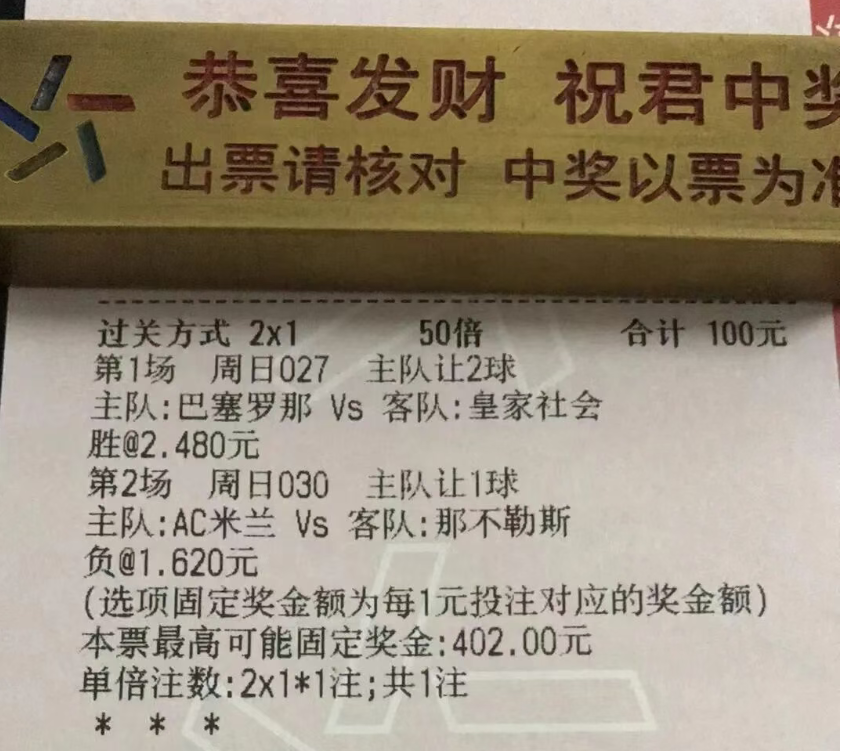 恭喜发财 祝君中奖
出票请核对 中奖以票为准
过关方式 2x1 50倍 合计 100元
第1场 周日027 主队让2球
主队:巴塞罗那 Vs 客队:皇家社会
胜@2.480元
第2场 周日030 主队让1球
主队:AC米兰 Vs 客队:那不勒斯
负@1.620元
(选项固定奖金额为每1元投注对应的奖金额)
本票最高可能固定奖金:402.00元
单倍注数:2x1*1注;共1注
* * *